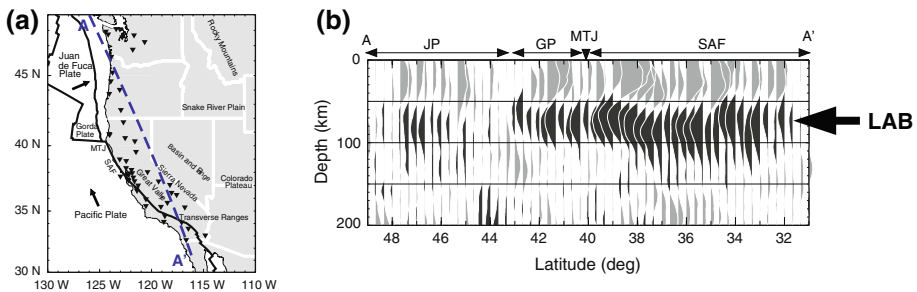 (a)
A
Juan
de Fuca
Plate
Rocky Mountains
Snake River Plain
Gorda
Plate
MTJ
SAF
Great Valley
Sierra Nevada
Basin and Range
Colorado
Plateau
Pacific Plate
Transverse Ranges
A'
45 N
40 N
35 N
30 N
130 W 125 W 120 W 115 W 110 W
(b)
A JP GP MTJ SAF A'
0
100
200
Depth (km)
LAB
48 46 44 42 40 38 36 34 32
Latitude (deg)